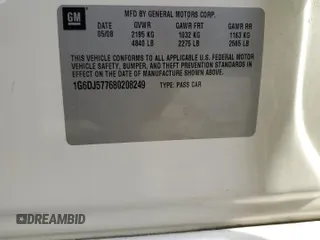 GM
MFD BY GENERAL MOTORS CORP.
DATE GVWR GAWR FRT GAWR RR
05/08 2195 KG 1032 KG 1163 KG
4840 LB 2275 LB 2565 LB
THIS VEHICLE CONFORMS TO ALL APPLICABLE U.S. FEDERAL MOTOR
VEHICLE SAFETY, BUMPER, AND THEFT PREVENTION STANDARDS IN
EFFECT ON THE DATE OF MANUFACTURE SHOWN ABOVE.
1G6DJ577680208249 TYPE: PASS CAR
DREAMBID